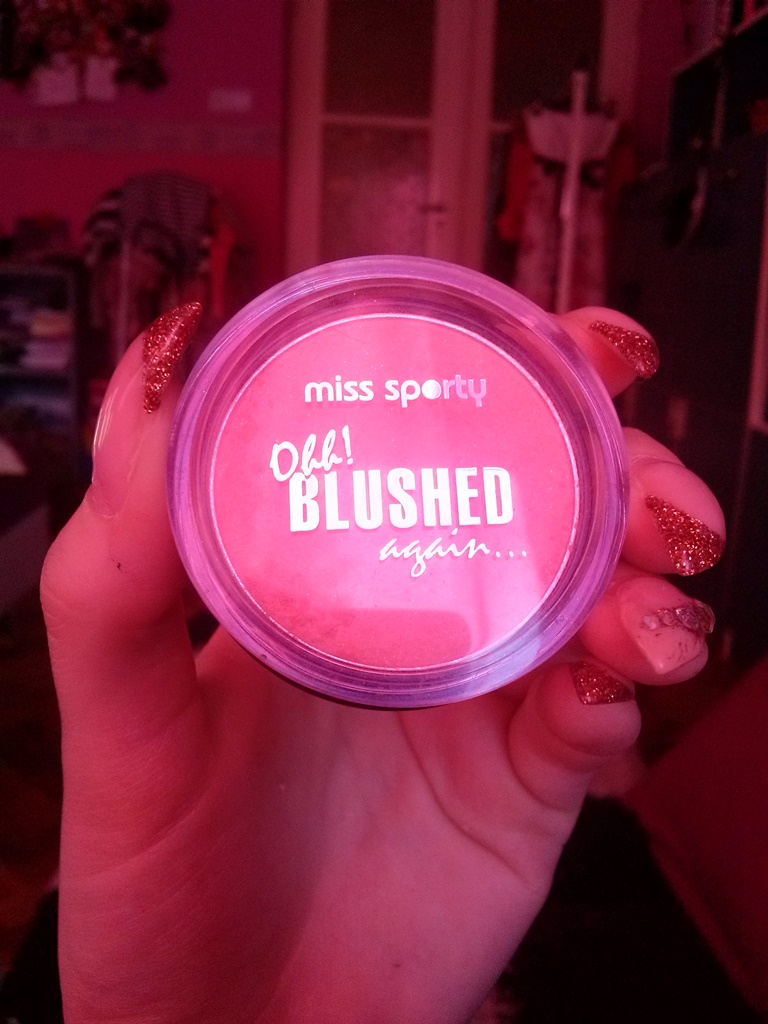 miss sporty
Ohh!
BLUSHED
again...